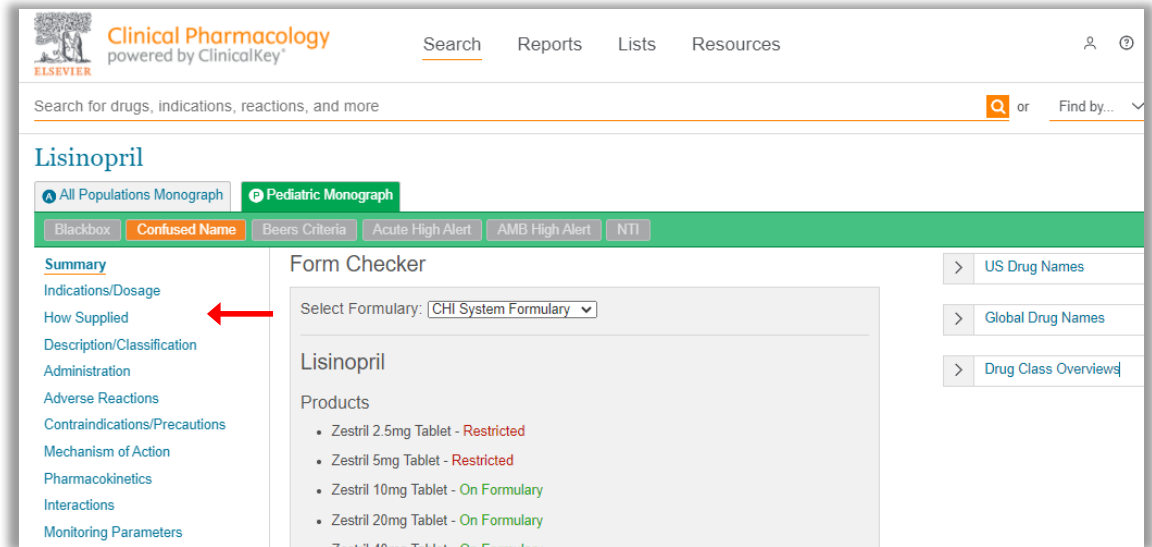 Clinical Pharmacology
powered by ClinicalKey®
ELSEVIER
Search Reports Lists Resources
Search for drugs, indications, reactions, and more
or Find by...
Lisinopril
A All Populations Monograph P Pediatric Monograph
Blackbox Confused Name Beers Criteria Acute High Alert AMB High Alert NTI
Summary
Indications/Dosage
How Supplied
Description/Classification
Administration
Adverse Reactions
Contraindications/Precautions
Mechanism of Action
Pharmacokinetics
Interactions
Monitoring Parameters
Form Checker
Select Formulary: CHI System Formulary
Lisinopril
Products
• Zestril 2.5mg Tablet - Restricted
• Zestril 5mg Tablet - Restricted
• Zestril 10mg Tablet - On Formulary
• Zestril 20mg Tablet - On Formulary
US Drug Names
Global Drug Names
Drug Class Overviews